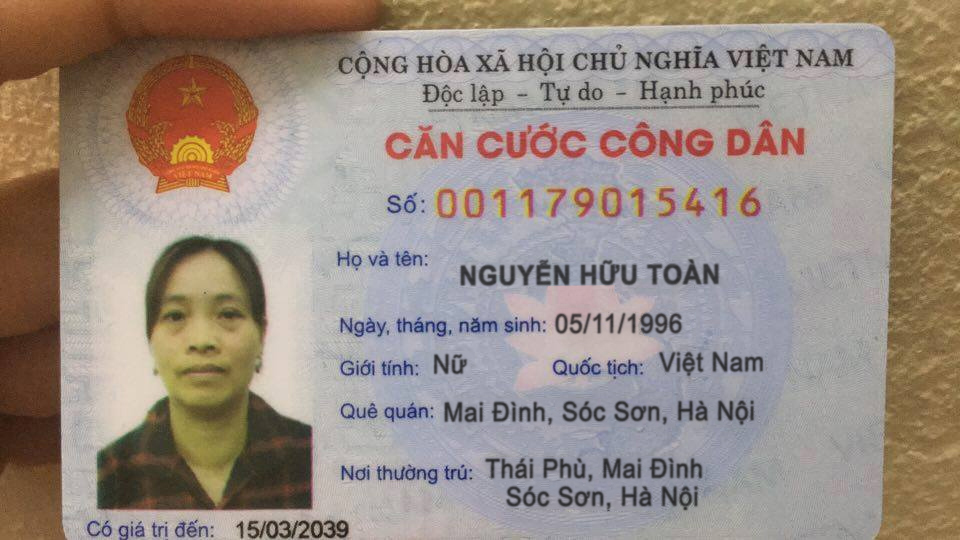 CỘNG HÒA XÃ HỘI CHỦ NGHĨA VIỆT NAM
Độc lập - Tự do - Hạnh phúc
CĂN CƯỚC CÔNG DÂN
VIỆT NAM
Số: 001179015416
Họ và tên: NGUYỄN HỮU TOÀN
Ngày, tháng, năm sinh: 05/11/1996
Giới tính: Nữ Quốc tịch: Việt Nam
Quê quán: Mai Đình, Sóc Sơn, Hà Nội
Nơi thường trú: Thái Phù, Mai Đình
Sóc Sơn, Hà Nội
Có giá trị đến: 15/03/2039